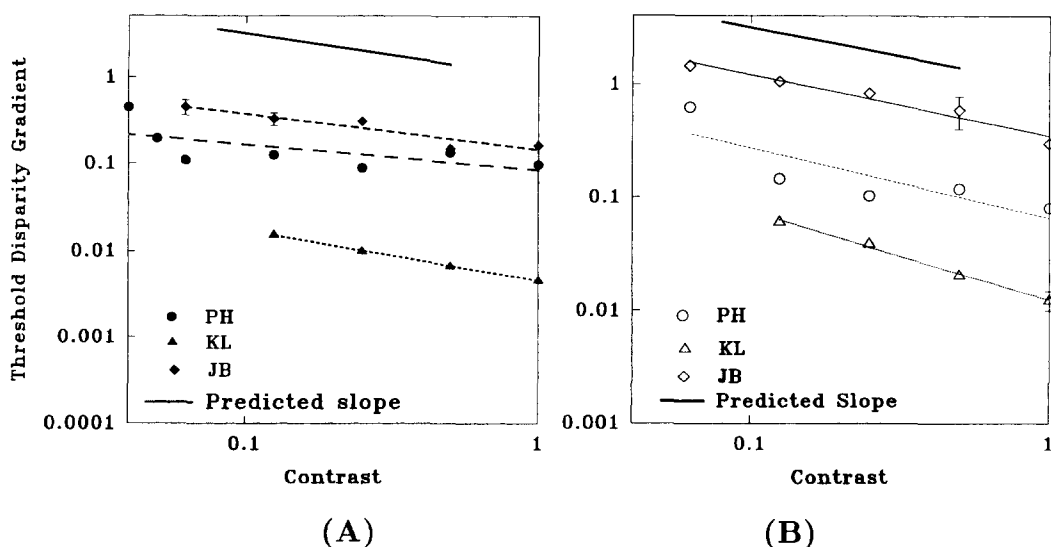 Threshold Disparity Gradient
1
0.1
0.01
0.001
0.0001
PH
KL
JB
Predicted slope
0.1
1
Contrast
(A)
1
0.1
0.01
.001
PH
KL
JB
Predicted Slope
0.1
1
Contrast
(B)